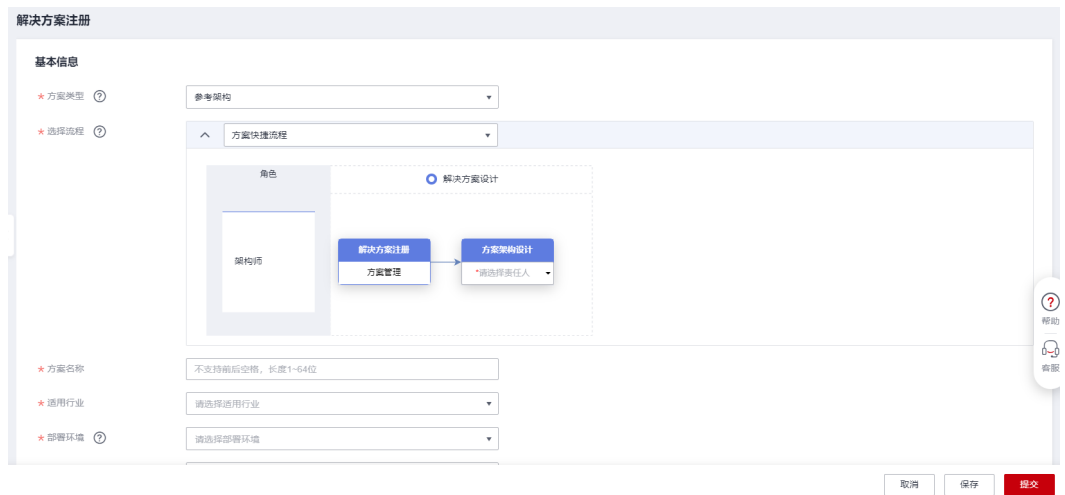 解决方案注册
基本信息
* 方案类型 ?
参考架构
* 选择流程 ?
方案快捷流程
角色
解决方案设计
架构师
解决方案注册
方案管理
方案架构设计
*请选择责任人
* 方案名称
不支持前后空格，长度1~64位
* 适用行业
请选择适用行业
* 部署环境 ?
请选择部署环境
?
帮助
客服
取消 保存 提交